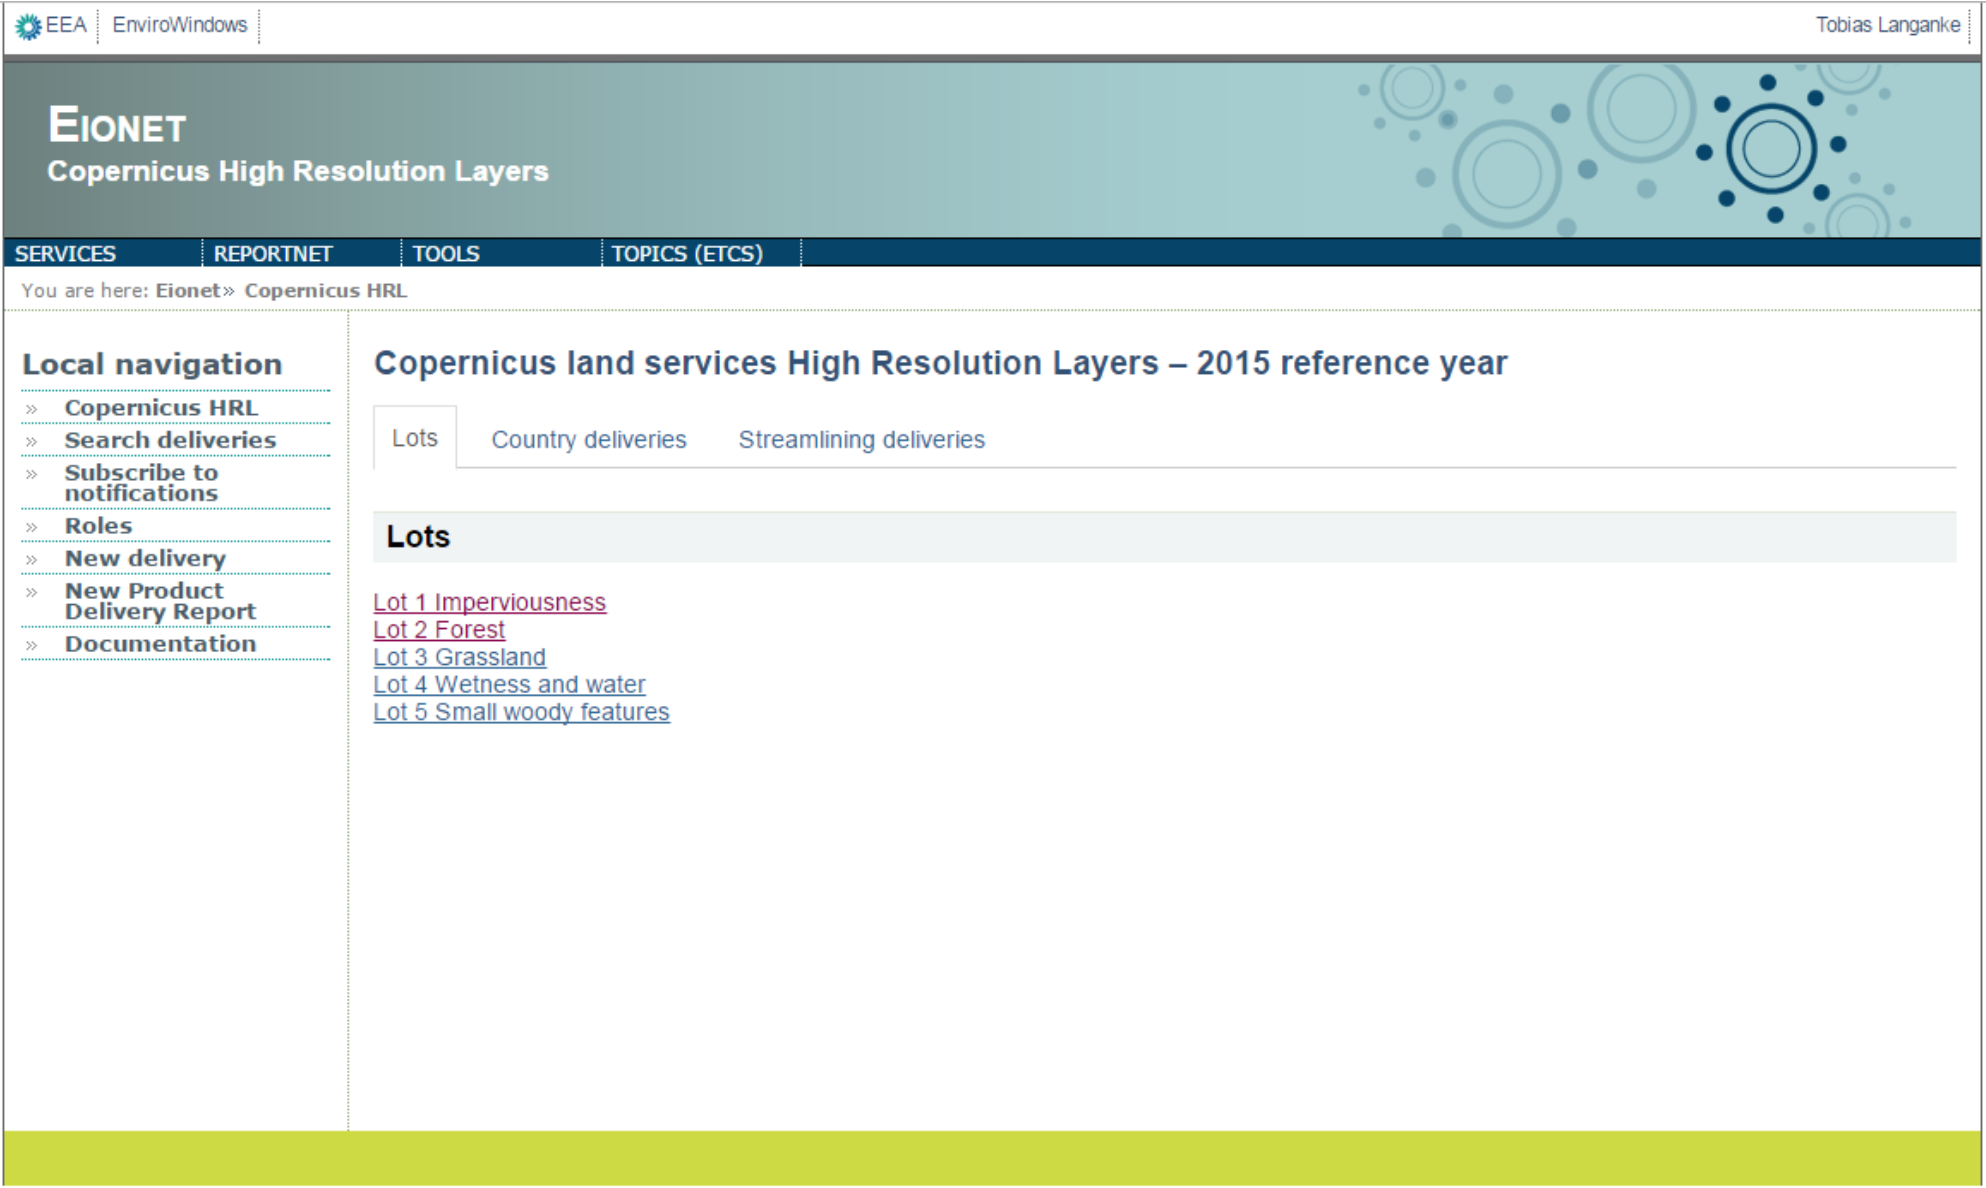 EEA EnviroWindows Tobias Langanke
EIONET
Copernicus High Resolution Layers
SERVICES REPORTNET TOOLS TOPICS (ETCS)
You are here: Eionet» Copernicus HRL
Local navigation
» Copernicus HRL
» Search deliveries
» Subscribe to
notifications
» Roles
» New delivery
» New Product
Delivery Report
» Documentation
Copernicus land services High Resolution Layers – 2015 reference year
Lots Country deliveries Streamlining deliveries
Lots
Lot 1 Imperviousness
Lot 2 Forest
Lot 3 Grassland
Lot 4 Wetness and water
Lot 5 Small woody features